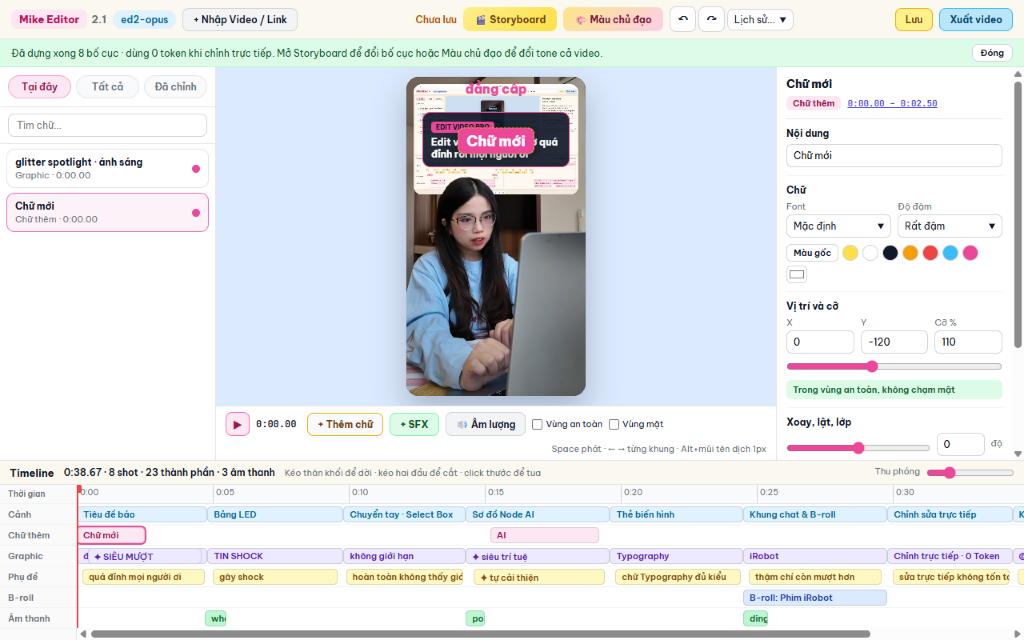 Mike Editor 2.1 ed2-opus + Nhập Video / Link Chưa lưu Storyboard Màu chủ đạo Lịch sử... Lưu Xuất video
Đã dựng xong 8 bố cục · dùng 0 token khi chỉnh trực tiếp. Mở Storyboard để đổi bố cục hoặc Màu chủ đạo để đổi tone cả video. Đóng
Tại đây Tất cả Đã chỉnh
Tìm chữ...
glitter spotlight · ánh sáng
Graphic · 0:00.00
Chữ mới
Chữ thêm · 0:00.00
đẳng cấp
EDIT VIDEO PRO
Chữ mới
0:00.00 + Thêm chữ + SFX Âm lượng Vùng an toàn Vùng mặt
Space phát · ← → từng khung · Alt+mũi tên dịch 1px
Chữ mới
Chữ thêm 0:00.00 – 0:02.50
Nội dung
Chữ mới
Chữ
Font Độ đậm
Mặc định Rất đậm
Màu gốc
Vị trí và cỡ
X Y Cỡ %
0 -120 110
Trong vùng an toàn, không chạm mặt
Xoay, lật, lớp
0 độ
Timeline 0:38.67 · 8 shot · 23 thành phần · 3 âm thanh Kéo thân khối để dời · kéo hai đầu để cắt · click thước để tua Thu phóng
Thời gian 0:00 0:05 0:10 0:15 0:20 0:25 0:30
Cảnh Tiêu đề báo Bảng LED Chuyển tay · Select Box Sơ đồ Node AI Thẻ biến hình Khung chat & B-roll Chỉnh sửa trực tiếp
Chữ thêm Chữ mới AI
Graphic SIÊU MƯỢT TIN SHOCK không giới hạn siêu trí tuệ Typography iRobot Chỉnh trực tiếp · 0 Token
Phụ đề quá đỉnh mọi người ơi gây shock hoàn toàn không thấy giớ tự cải thiện chữ Typography đủ kiểu thậm chí còn mượt hơn sửa trực tiếp không tốn
B-roll B-roll: Phim iRobot
Âm thanh po ding